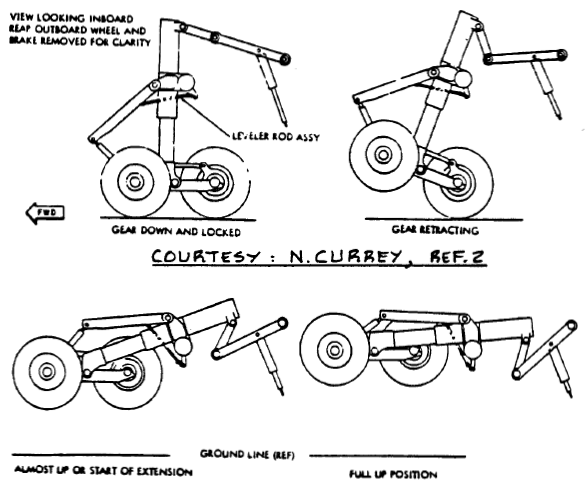 VIEW LOOKING INBOARD
REAR OUTBOARD WHEEL AND
BRAKE REMOVED FOR CLARITY
LEVELER ROD ASSY
FWD
GEAR DOWN AND LOCKED
GEAR RETRACTING
COURTESY : N. CURREY, REF. 2
GROUND LINE (REF)
ALMOST UP OR START OF EXTENSION
FULL UP POSITION